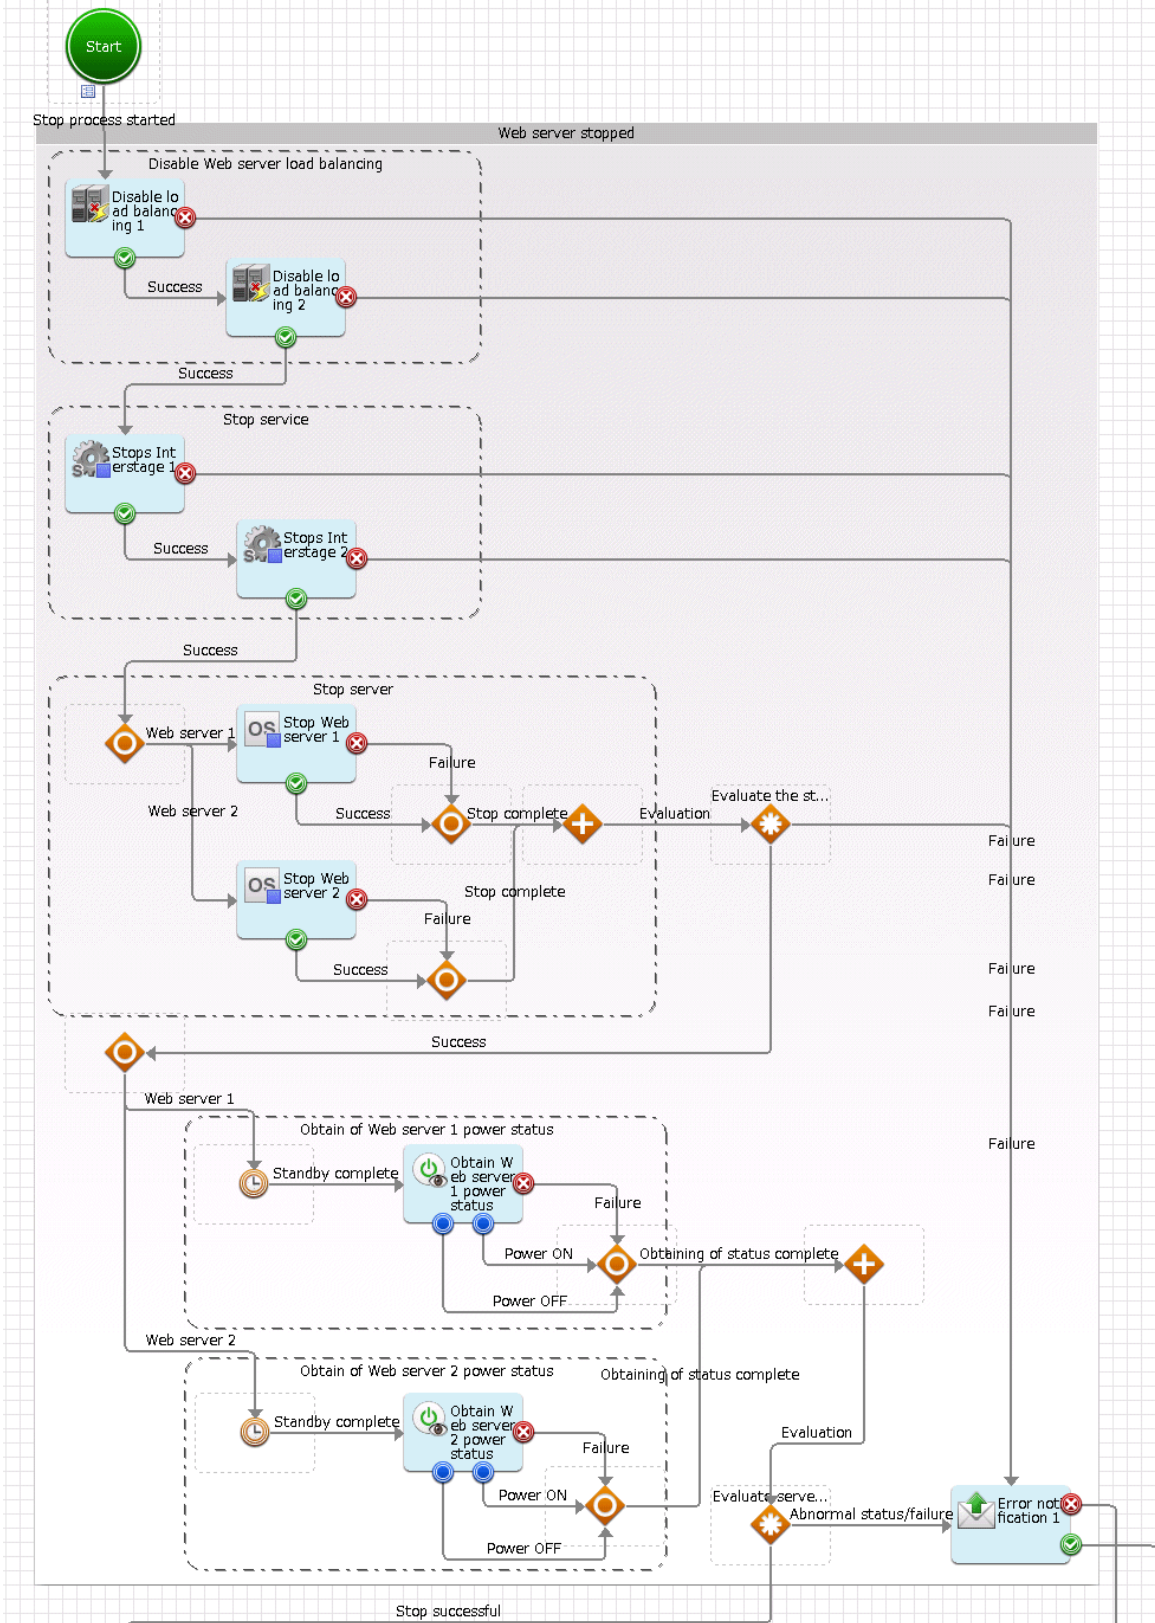 Start
Stop process started
Web server stopped
Disable Web server load balancing
Disable lo
ad balanc
ing 1
Success
Disable lo
ad balanc
ing 2
Success
Stop service
Stops Int
erstage 1
Success
Stops Int
erstage 2
Success
Stop server
Web server 1
OS
Stop Web
server 1
Failure
Web server 2
Success
Stop complete
Evaluation
Evaluate the st...
Failure
OS
Stop Web
server 2
Stop complete
Failure
Failure
Success
Failure
Failure
Success
Web server 1
Obtain of Web server 1 power status
Failure
Standby complete
Obtain W
eb server
1 power
status
Failure
Power ON
Obtaining of status complete
Power OFF
Web server 2
Obtain of Web server 2 power status
Obtaining of status complete
Standby complete
Obtain W
eb server
2 power
status
Failure
Evaluation
Power ON
Evaluate serve...
Abnormal status/failure
Error noti
fication 1
Power OFF
Stop successful